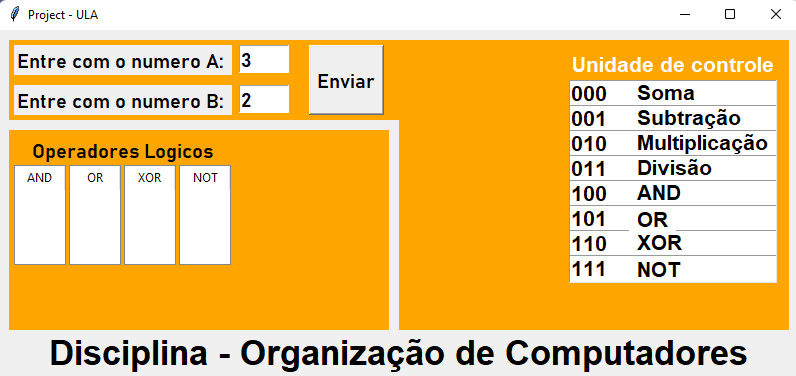 Project - ULA
Entre com o numero A: 3
Enviar
Entre com o numero B: 2
Unidade de controle
000 Soma
001 Subtração
010 Multiplicação
011 Divisão
100 AND
101 OR
110 XOR
111 NOT
Operadores Logicos
AND OR XOR NOT
Disciplina - Organização de Computadores